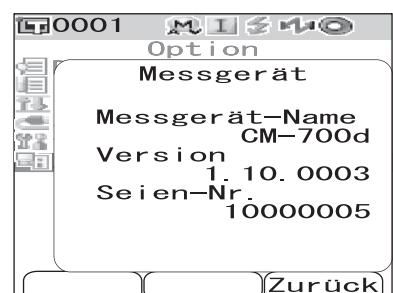 0001 M I
Option
Messgerät
Messgerät-Name
CM-700d
Version
1.10.0003
Seien-Nr.
10000005
Zurück